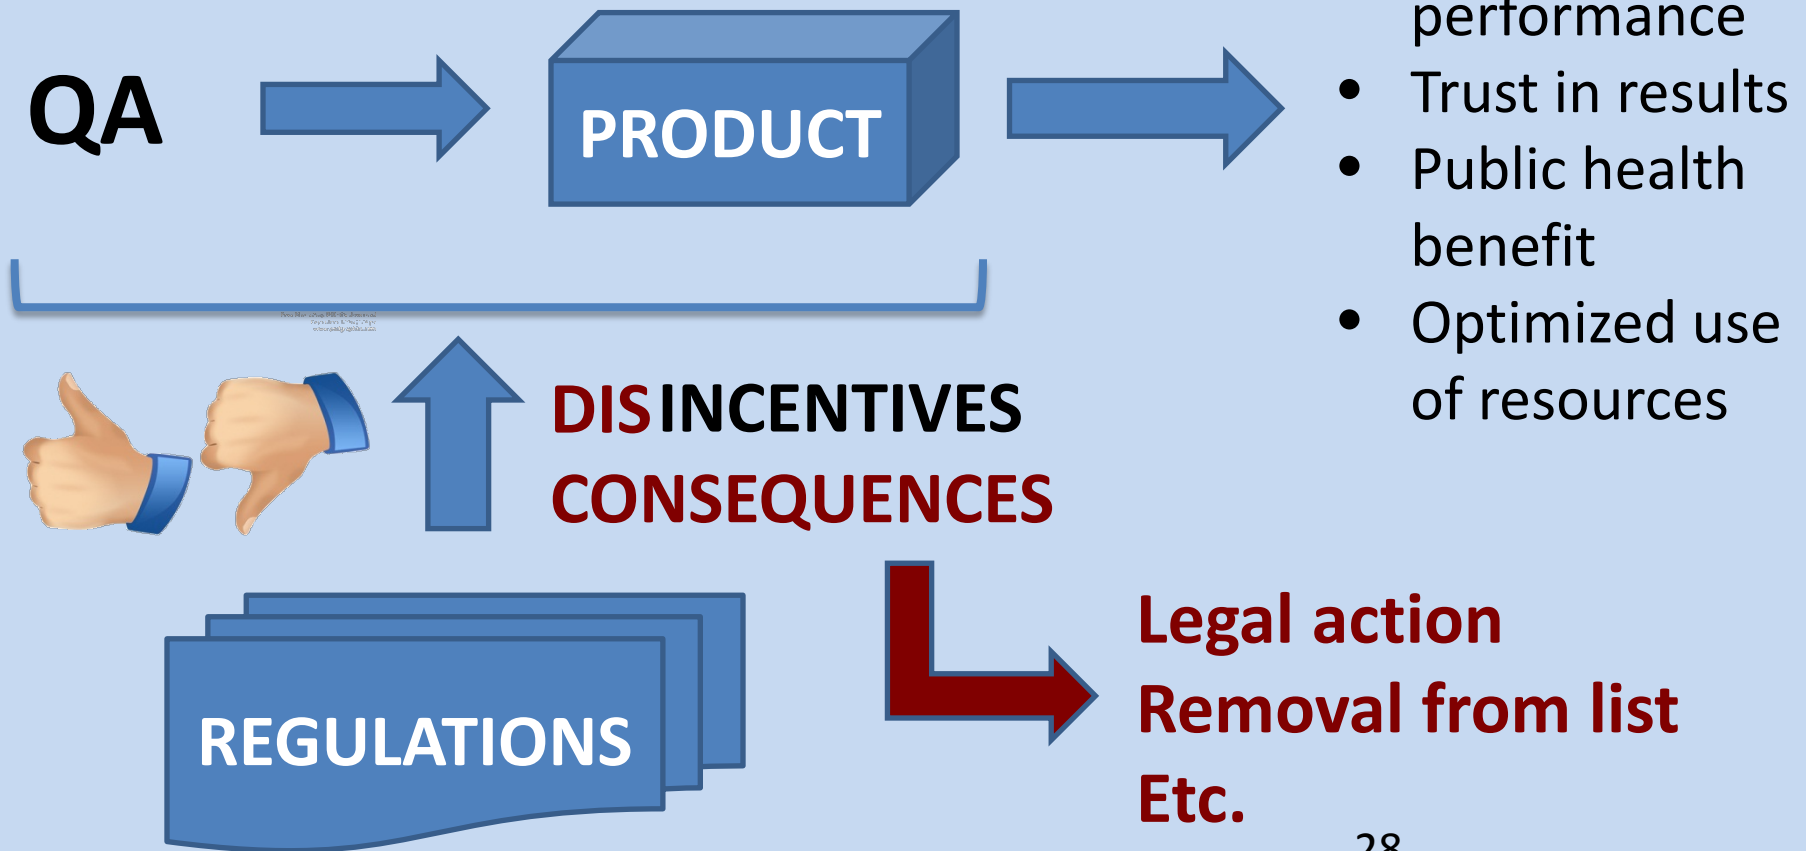 QA
PRODUCT
performance
• Trust in results
• Public health
benefit
• Optimized use
of resources
DISINCENTIVES
CONSEQUENCES
REGULATIONS
Legal action
Removal from list
Etc.
28